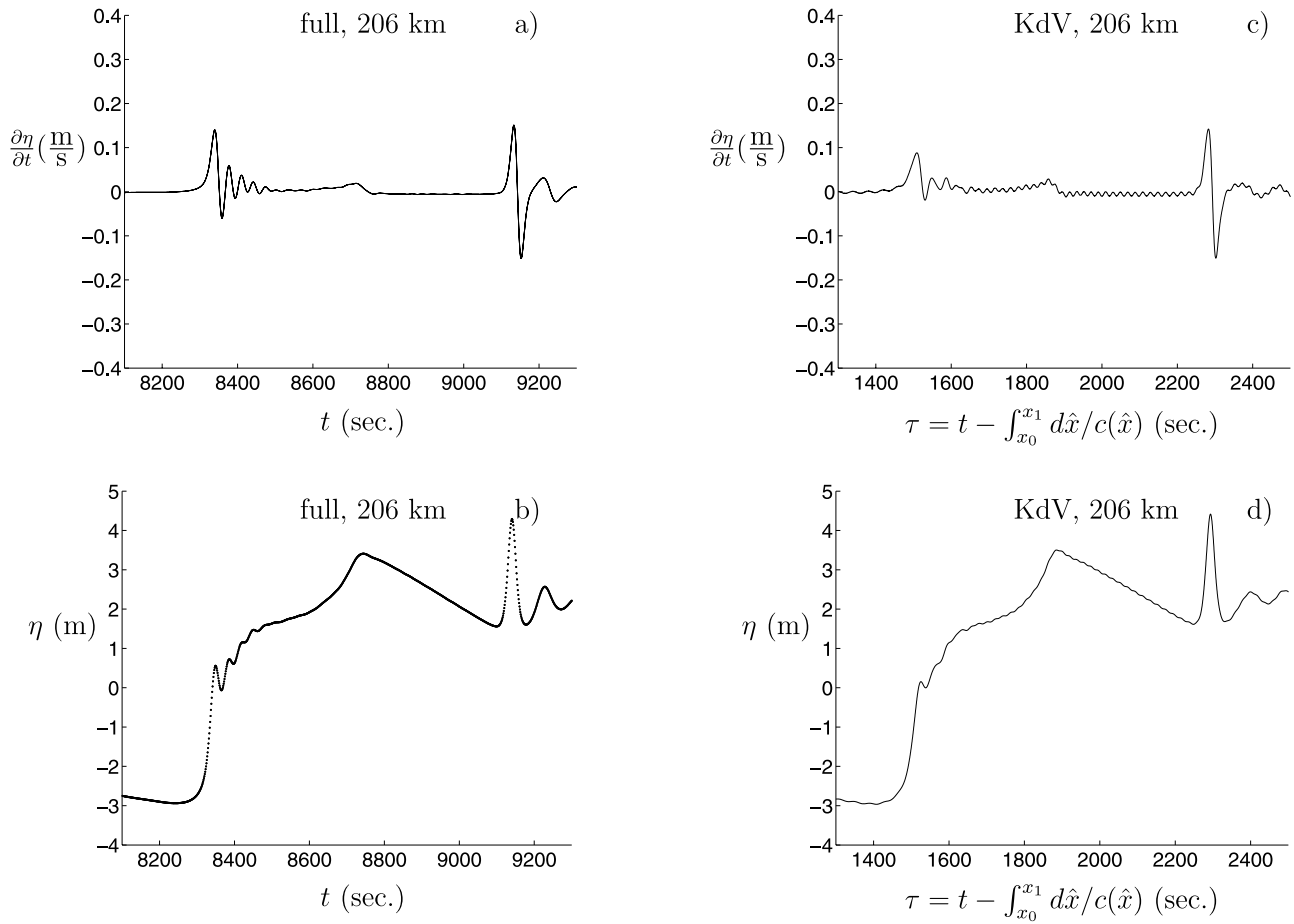 full, 206 km a)
0.4
0.3
0.2
0.1
0
−0.1
−0.2
−0.3
−0.4
∂η/∂t (m/s)
8200 8400 8600 8800 9000 9200
t (sec.)
KdV, 206 km c)
0.4
0.3
0.2
0.1
0
−0.1
−0.2
−0.3
−0.4
∂η/∂t (m/s)
1400 1600 1800 2000 2200 2400
τ = t − ∫_{x_0}^{x_1} dx̂/c(x̂) (sec.)
full, 206 km b)
5
4
3
2
1
0
−1
−2
−3
−4
η (m)
8200 8400 8600 8800 9000 9200
t (sec.)
KdV, 206 km d)
5
4
3
2
1
0
−1
−2
−3
−4
η (m)
1400 1600 1800 2000 2200 2400
τ = t − ∫_{x_0}^{x_1} dx̂/c(x̂) (sec.)